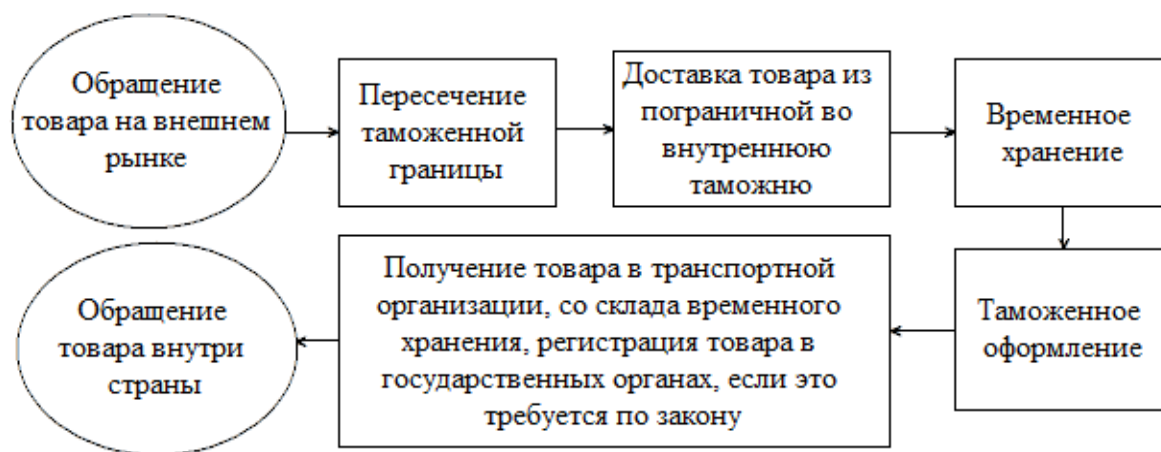 Обращение
товара на внешнем
рынке
Пересечение
таможенной
границы
Доставка товара из
пограничной во
внутреннюю
таможню
Временное
хранение
Таможенное
оформление
Получение товара в транспортной
организации, со склада временного
хранения, регистрация товара в
государственных органах, если это
требуется по закону
Обращение
товара внутри
страны